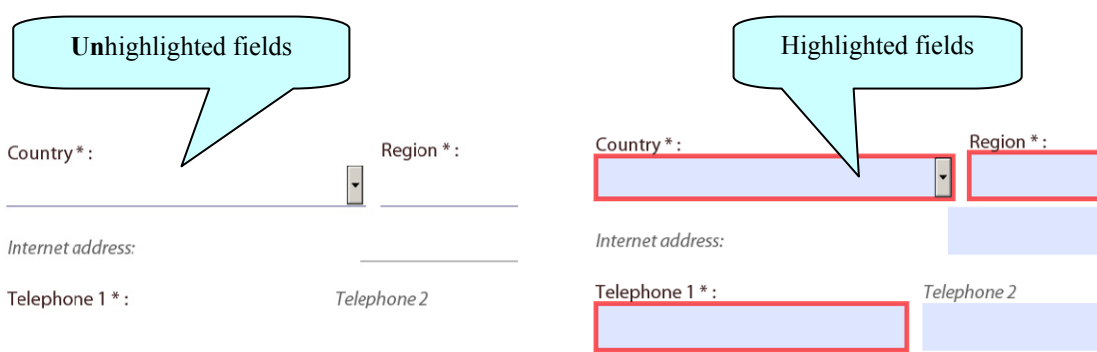 Unhighlighted fields
Country * :
Region * :
Internet address:
Telephone 1 * :
Telephone 2
Highlighted fields
Country * :
Region * :
Internet address:
Telephone 1 * :
Telephone 2